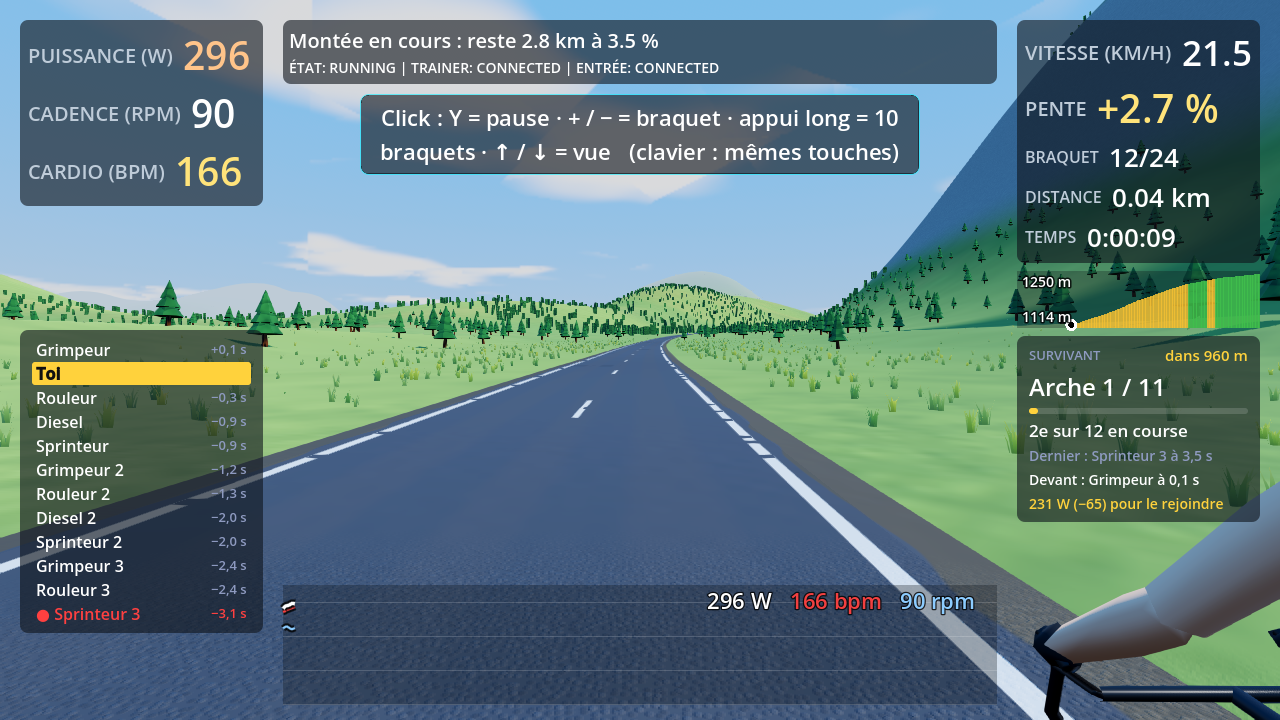 PUISSANCE (W) 296
CADENCE (RPM) 90
CARDIO (BPM) 166
Montée en cours : reste 2.8 km à 3.5 %
ÉTAT: RUNNING | TRAINER: CONNECTED | ENTRÉE: CONNECTED
Click : Y = pause · + / − = braquet · appui long = 10
braquets · ↑ / ↓ = vue (clavier : mêmes touches)
VITESSE (KM/H) 21.5
PENTE +2.7 %
BRAQUET 12/24
DISTANCE 0.04 km
TEMPS 0:00:09
1250 m
1114 m
SURVIVANT dans 960 m
Arche 1 / 11
2e sur 12 en course
Dernier : Sprinteur 3 à 3,5 s
Devant : Grimpeur à 0,1 s
231 W (−65) pour le rejoindre
Grimpeur +0,1 s
Toi
Rouleur −0,3 s
Diesel −0,9 s
Sprinteur −0,9 s
Grimpeur 2 −1,2 s
Rouleur 2 −1,3 s
Diesel 2 −2,0 s
Sprinteur 2 −2,0 s
Grimpeur 3 −2,4 s
Rouleur 3 −2,4 s
Sprinteur 3 −3,1 s
296 W 166 bpm 90 rpm